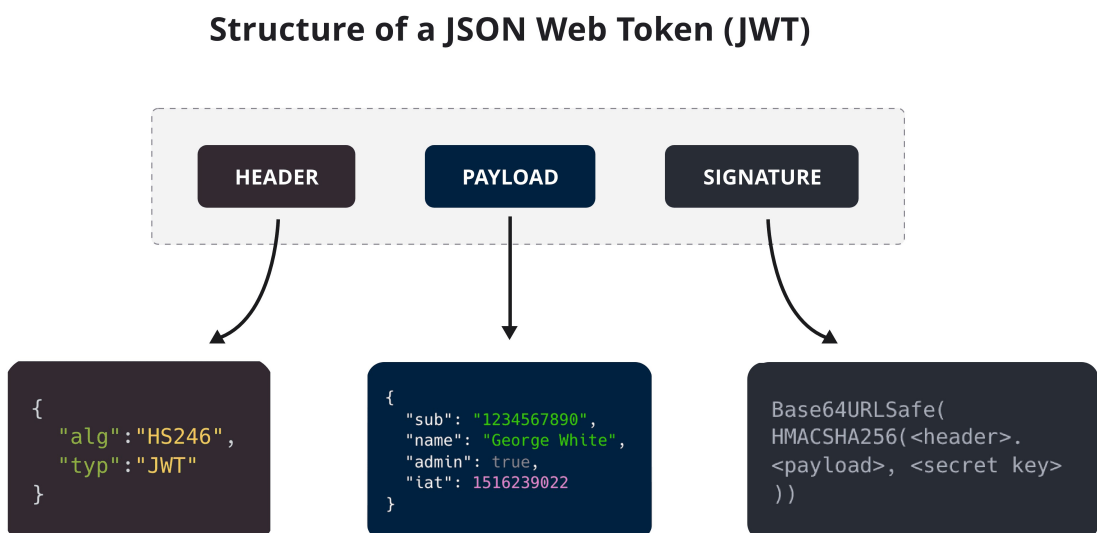 Structure of a JSON Web Token (JWT)
HEADER
PAYLOAD
SIGNATURE
{
"alg":"HS246",
"typ":"JWT"
}
{
"sub": "1234567890",
"name": "George White",
"admin": true,
"iat": 1516239022
}
Base64URLSafe(
HMACSHA256(<header>.
<payload>, <secret key>
))